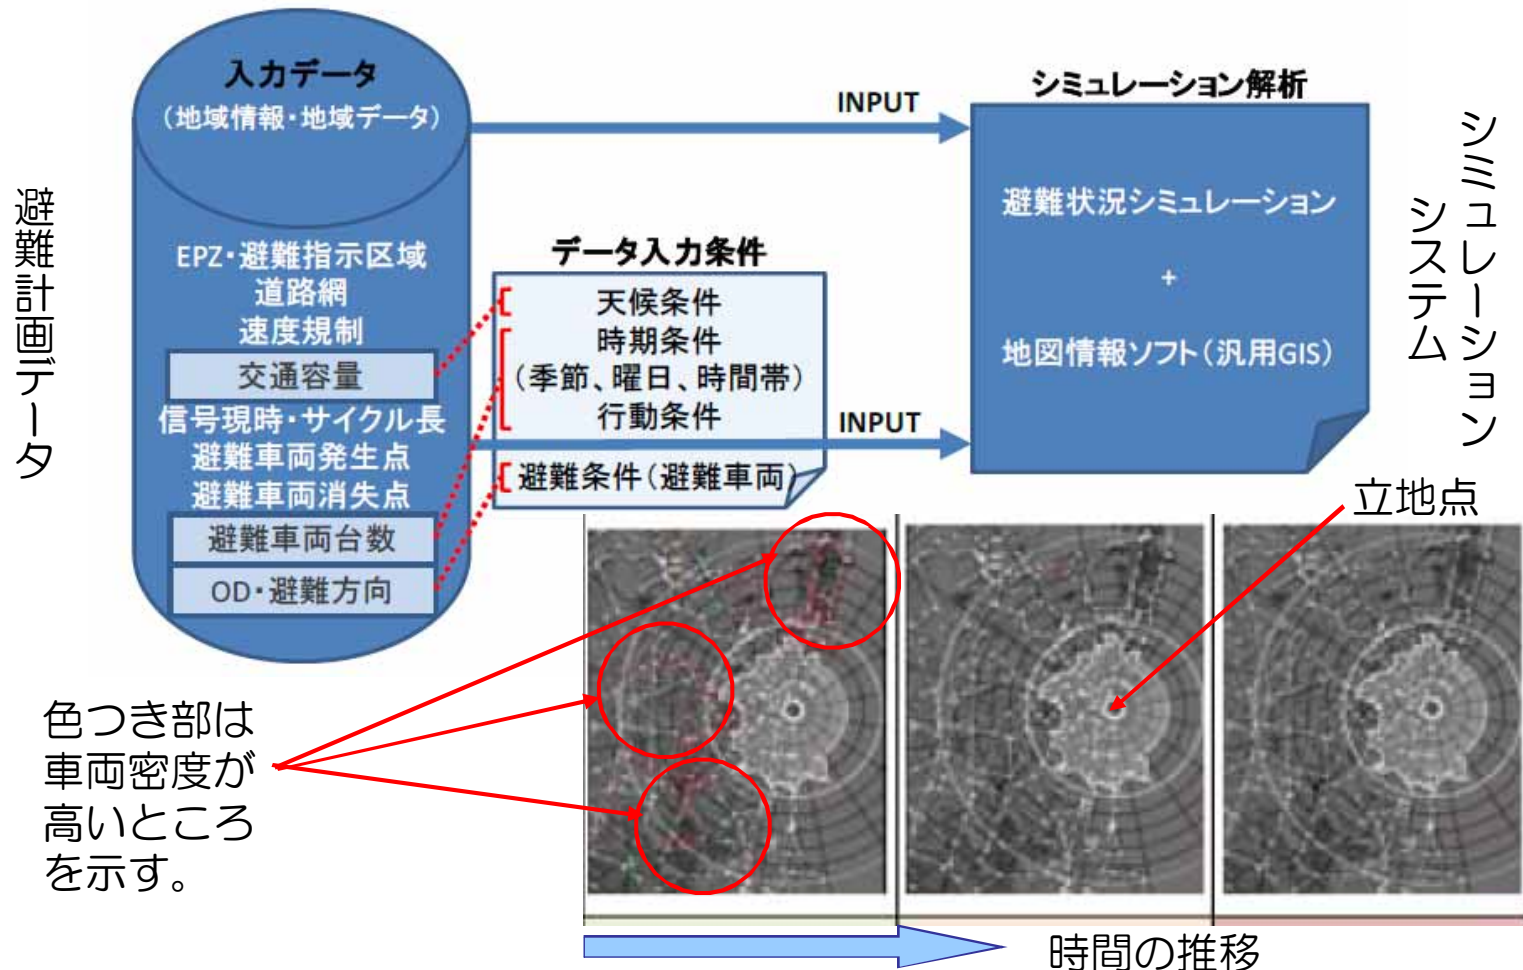 避難計画データ
入力データ
（地域情報・地域データ）
EPZ・避難指示区域
道路網
速度規制
交通容量
信号現時・サイクル長
避難車両発生点
避難車両消失点
避難車両台数
OD・避難方向
データ入力条件
天候条件
時期条件
（季節、曜日、時間帯）
行動条件
避難条件（避難車両）
INPUT
INPUT
シミュレーション解析
避難状況シミュレーション
+
地図情報ソフト（汎用GIS）
シミュレーション
システム
立地点
色つき部は
車両密度が
高いところ
を示す。
時間の推移